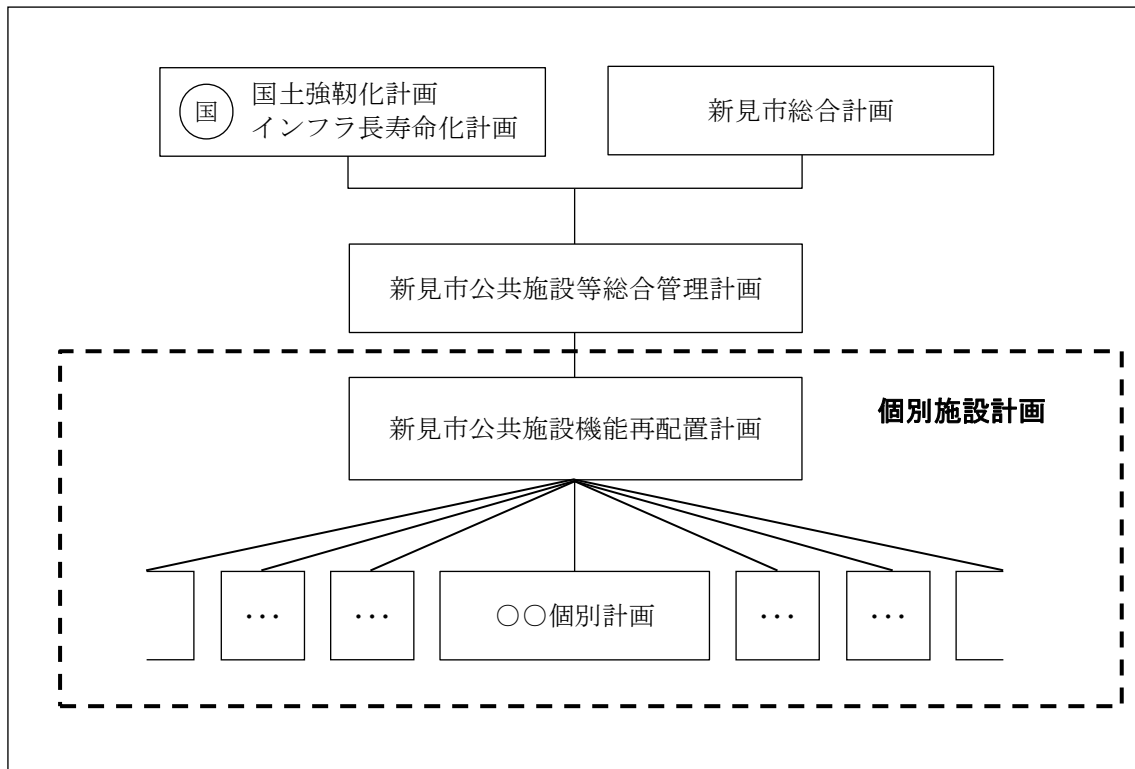 国
国土強靭化計画
インフラ長寿命化計画
新見市総合計画
新見市公共施設等総合管理計画
新見市公共施設機能再配置計画
個別施設計画
…
…
○○個別計画
…
…